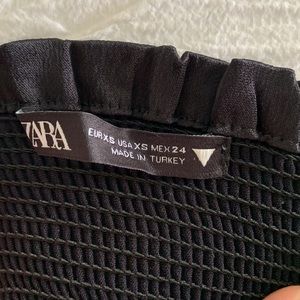 ZARA
EUR XS USA XS MEX 24
MADE IN TURKEY